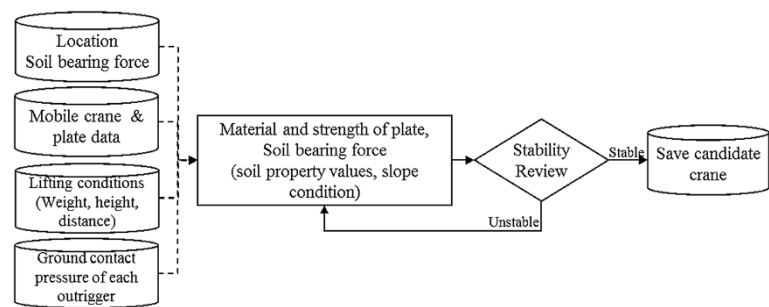 Location
Soil bearing force
Mobile crane &
plate data
Lifting conditions
(Weight, height,
distance)
Ground contact
pressure of each
outrigger
Material and strength of plate,
Soil bearing force
(soil property values, slope
condition)
Stability
Review
Stable
Unstable
Save candidate
crane